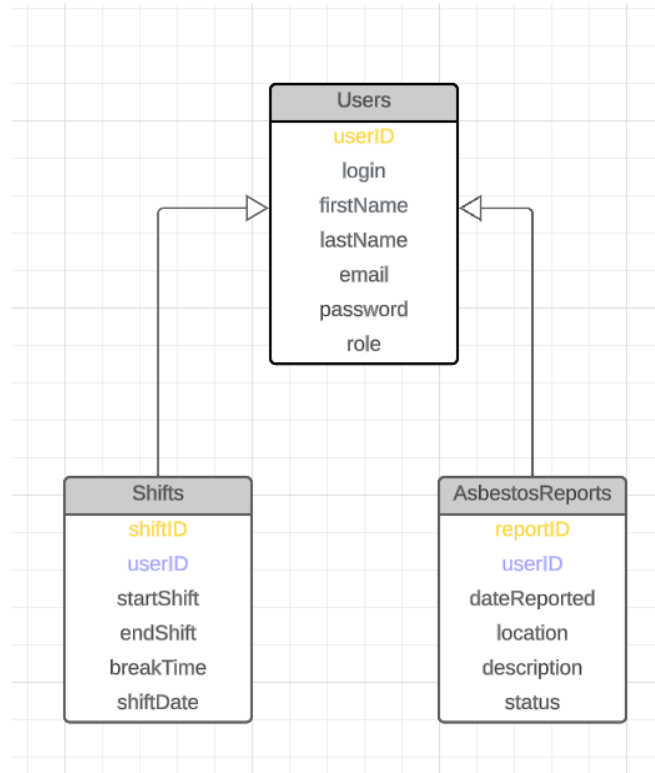 Users
userID
login
firstName
lastName
email
password
role
Shifts
shiftID
userID
startShift
endShift
breakTime
shiftDate
AsbestosReports
reportID
userID
dateReported
location
description
status